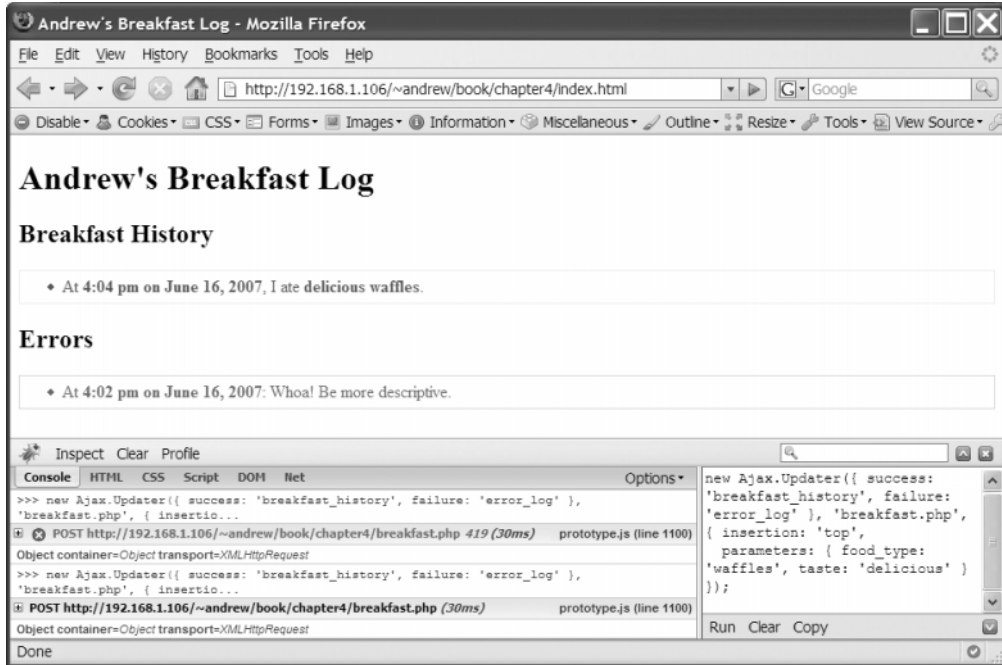 Andrew's Breakfast Log - Mozilla Firefox
File Edit View History Bookmarks Tools Help
http://192.168.1.106/~andrew/book/chapter4/index.html
G Google
Disable Cookies CSS Forms Images Information Miscellaneous Outline Resize Tools View Source
Andrew's Breakfast Log
Breakfast History
At 4:04 pm on June 16, 2007, I ate delicious waffles.
Errors
At 4:02 pm on June 16, 2007: Whoa! Be more descriptive.
Inspect Clear Profile
Console HTML CSS Script DOM Net Options
>>> new Ajax.Updater({ success: 'breakfast_history', failure: 'error_log' },
'breakfast.php', { insertio...
POST http://192.168.1.106/~andrew/book/chapter4/breakfast.php 419 (30ms) prototype.js (line 1100)
Object container=Object transport=XMLHttpRequest
>>> new Ajax.Updater({ success: 'breakfast_history', failure: 'error_log' },
'breakfast.php', { insertio...
POST http://192.168.1.106/~andrew/book/chapter4/breakfast.php (30ms) prototype.js (line 1100)
Object container=Object transport=XMLHttpRequest
new Ajax.Updater({ success:
'breakfast_history', failure:
'error_log' }, 'breakfast.php',
{ insertion: 'top',
parameters: { food_type:
'waffles', taste: 'delicious' }
});
Run Clear Copy
Done